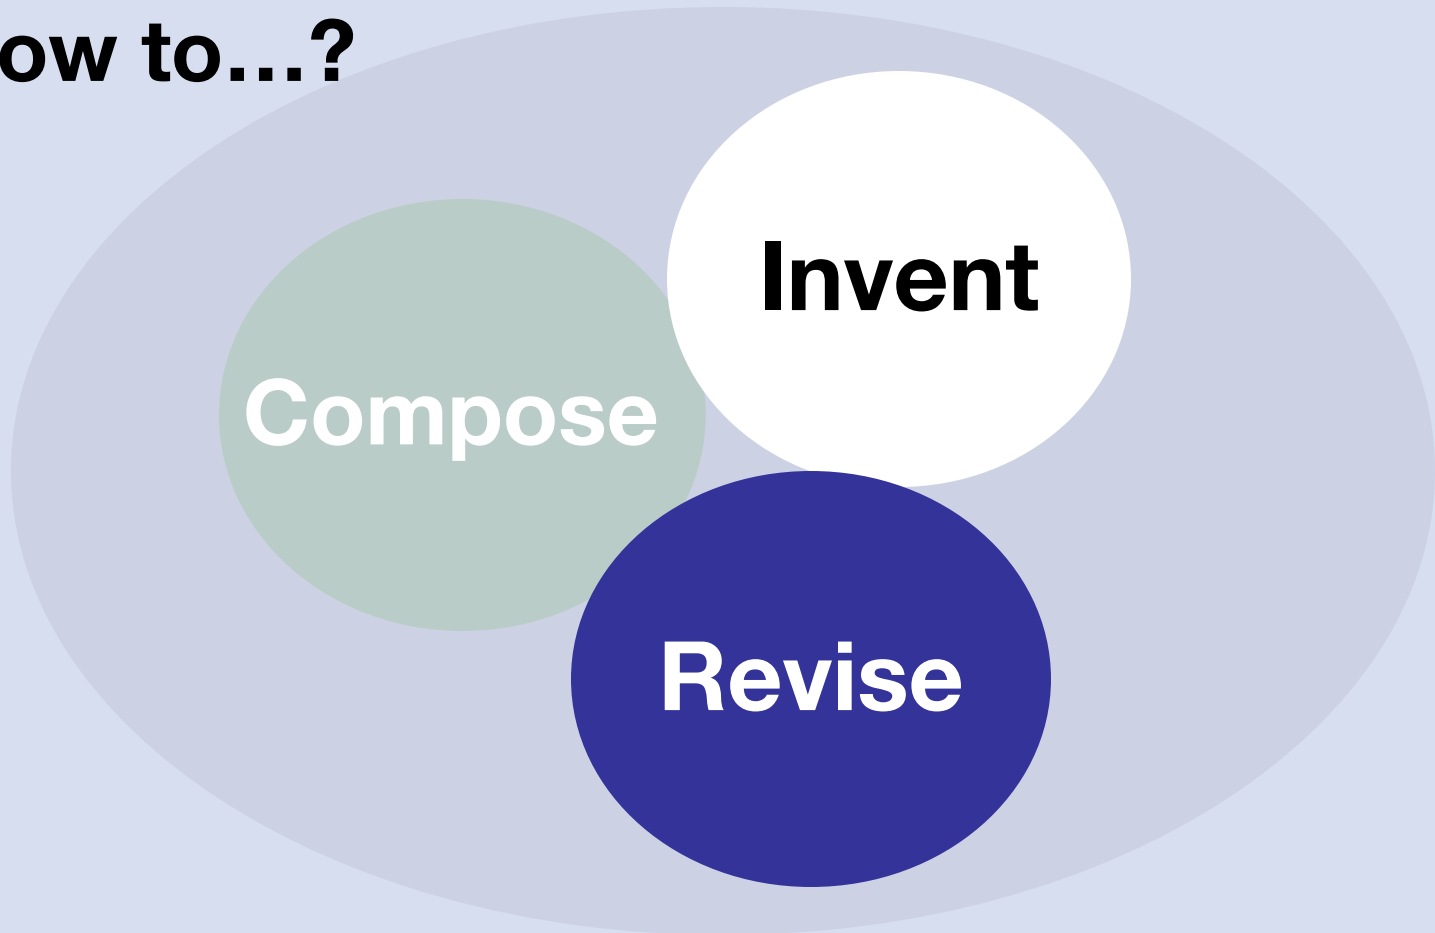 ow to…?
Invent
Compose
Revise